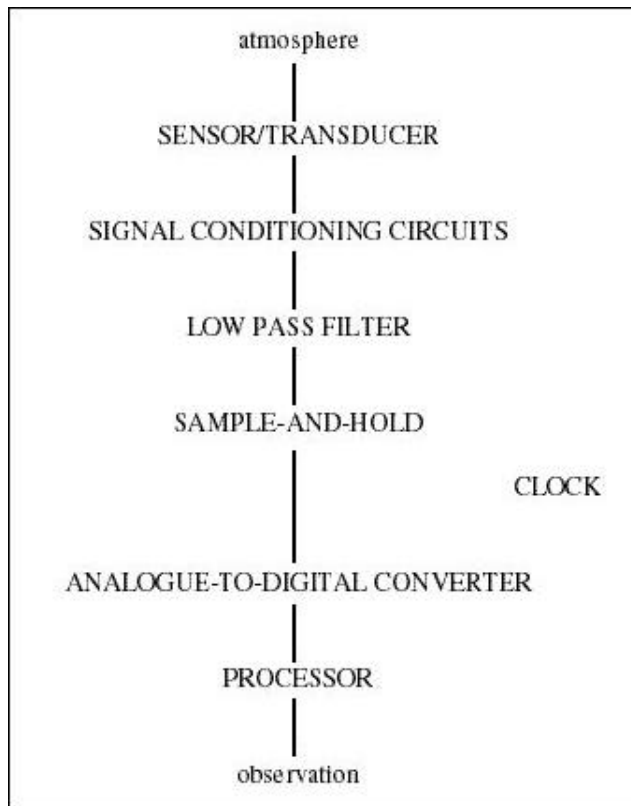 atmosphere
SENSOR/TRANSDUCER
SIGNAL CONDITIONING CIRCUITS
LOW PASS FILTER
SAMPLE-AND-HOLD
CLOCK
ANALOGUE-TO-DIGITAL CONVERTER
PROCESSOR
observation